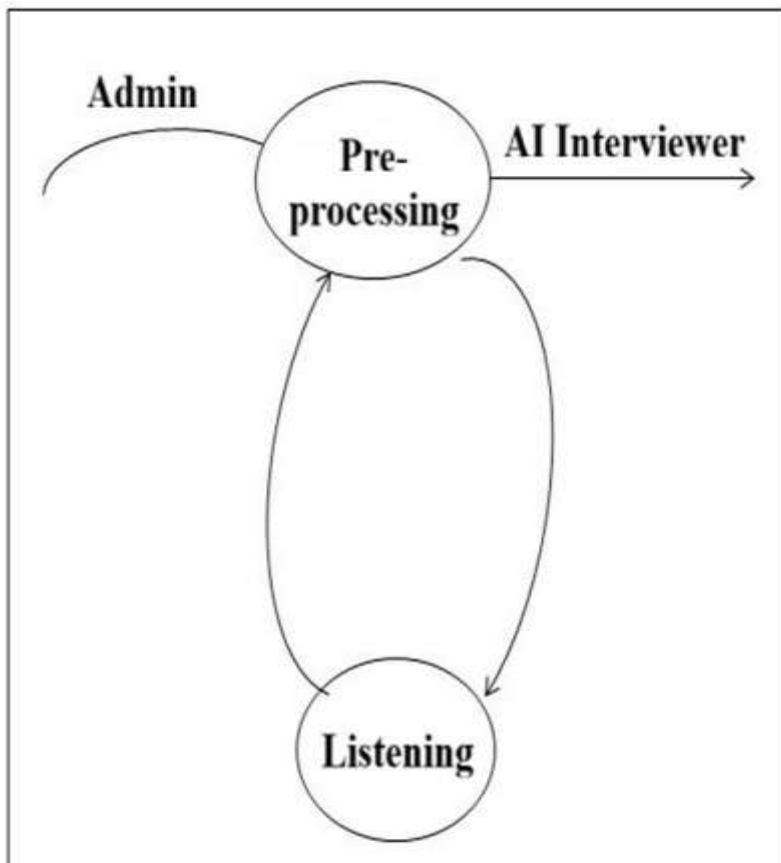 Admin
Pre-
processing
AI Interviewer
Listening